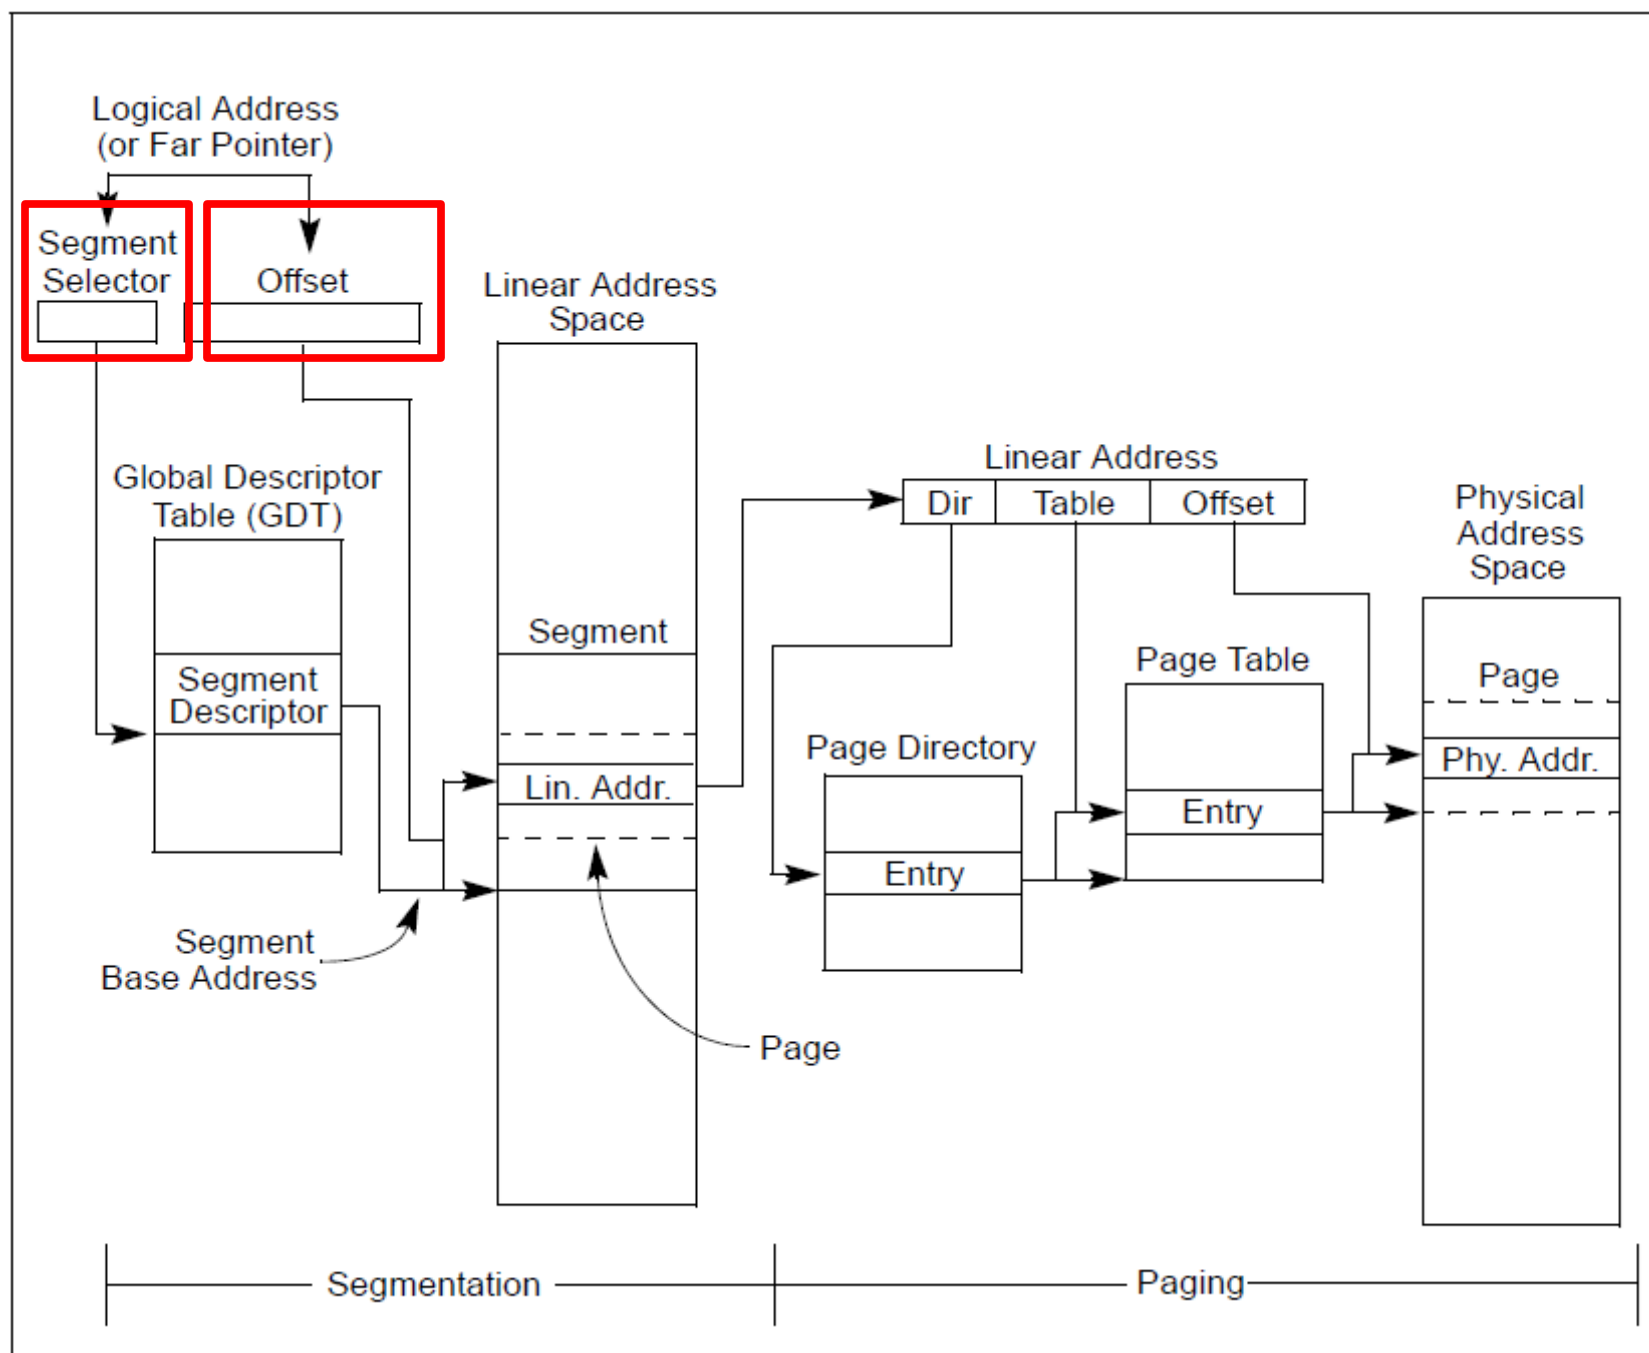 Logical Address
(or Far Pointer)
Segment
Selector
Offset
Linear Address
Space
Global Descriptor
Table (GDT)
Segment
Descriptor
Segment
Lin. Addr.
Segment
Base Address
Page
Linear Address
Dir
Table
Offset
Page Directory
Entry
Page Table
Entry
Physical
Address
Space
Page
Phy. Addr.
Segmentation
Paging